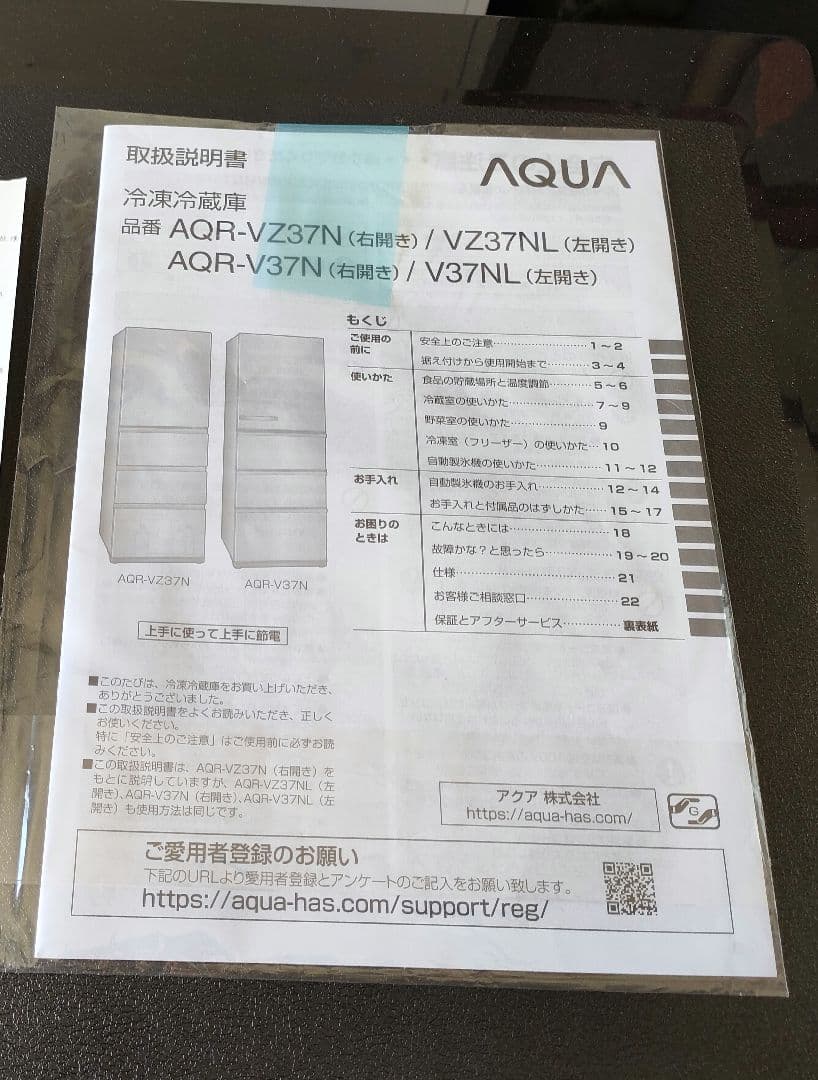 取扱説明書
AQUA
冷凍冷蔵庫
品番 AQR-VZ37N（右開き）/ VZ37NL（左開き）
AQR-V37N（右開き）/ V37NL（左開き）
もくじ
ご使用の前に
安全上のご注意 1～2
据え付けから使用開始まで 3～4
使いかた
食品の貯蔵場所と温度調節 5～6
冷蔵室の使いかた 7～9
野菜室の使いかた 9
冷凍室（フリーザー）の使いかた 10
自動製氷機の使いかた 11～12
お手入れ
自動製氷機のお手入れ 12～14
お手入れと付属品のはずしかた 15～17
お困りのときは
こんなときには 18
故障かな？と思ったら 19～20
仕様 21
お客様ご相談窓口 22
保証とアフターサービス 裏表紙
AQR-VZ37N
AQR-V37N
上手に使って上手に節電
■このたびは、冷凍冷蔵庫をお買い上げいただき、
ありがとうございました。
■この取扱説明書をよくお読みいただき、正しく
お使いください。
特に「安全上のご注意」はご使用前に必ずお読
みください。
■この取扱説明書は、AQR-VZ37N（右開き）を
もとに説明していますが、AQR-VZ37NL（左
開き）、AQR-V37N（右開き）、AQR-V37NL（左
開き）も使用方法は同じです。
アクア 株式会社
https://aqua-has.com/
G
ご愛用者登録のお願い
下記のURLより愛用者登録とアンケートのご記入をお願い致します。
https://aqua-has.com/support/reg/